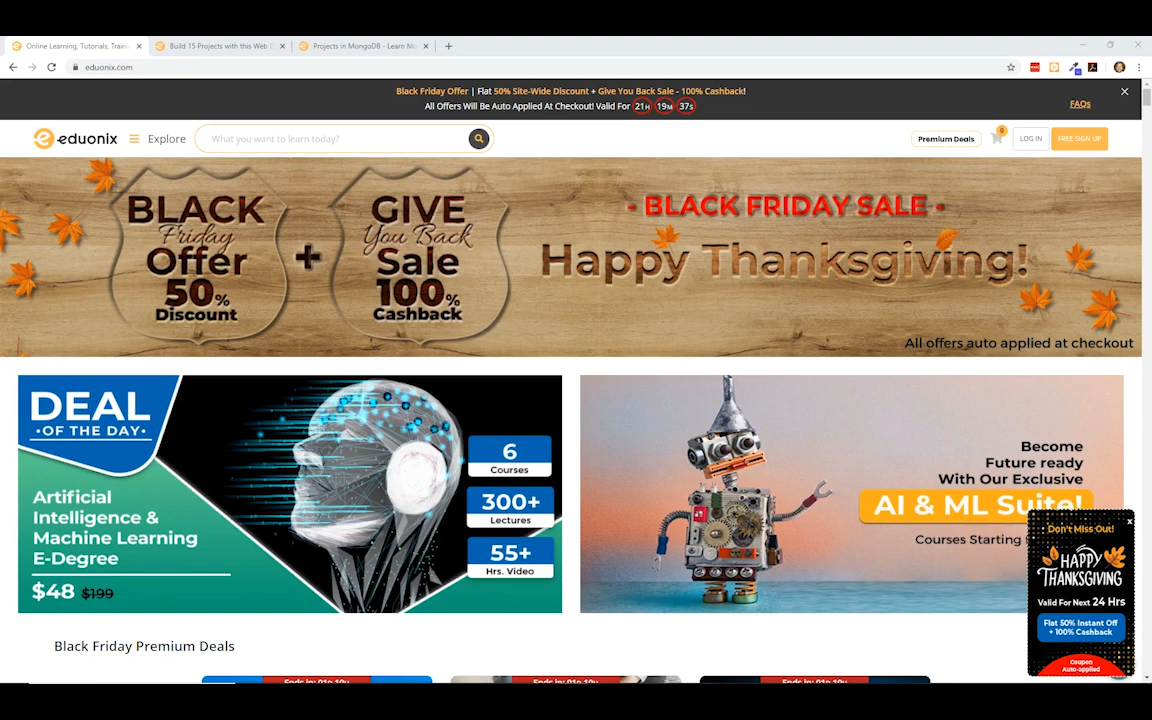 Online Learning, Tutorials, Traini
Build 15 Projects with this Web D
Projects in MongoDB - Learn Mo
eduonix.com
Black Friday Offer | Flat 50% Site-Wide Discount + Give You Back Sale - 100% Cashback!
All Offers Will Be Auto Applied At Checkout! Valid For 21H 19M 37S
FAQs
eduonix
Explore
What you want to learn today?
Premium Deals
0
LOG IN
FREE SIGN UP
BLACK
Friday
Offer
50%
Discount
+
GIVE
You Back
Sale
100%
Cashback
- BLACK FRIDAY SALE -
Happy Thanksgiving!
All offers auto applied at checkout
DEAL
•OF THE DAY•
Artificial
Intelligence &
Machine Learning
E-Degree
$48 $199
6
Courses
300+
Lectures
55+
Hrs. Video
Become
Future ready
With Our Exclusive
AI & ML Suite!
Courses Starting
x
Don't Miss Out!
HAPPY
THANKSGIVING
Valid For Next 24 Hrs
Flat 50% Instant Off
+ 100% Cashback
Coupon
Auto-applied
Black Friday Premium Deals